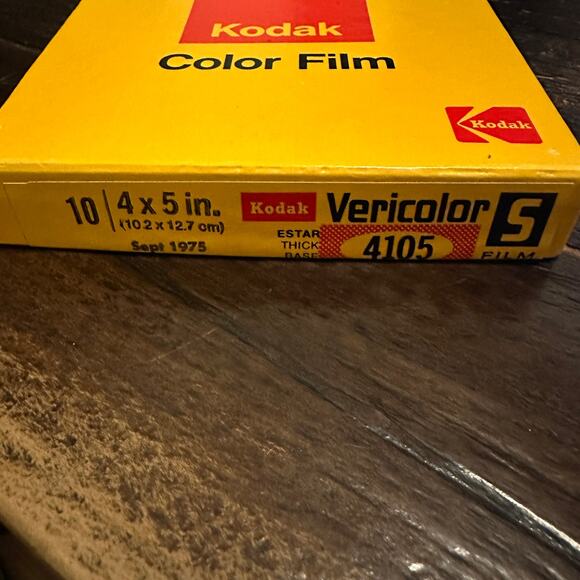 Kodak
Color Film
Kodak
10 4 x 5 in.
(10.2 x 12.7 cm)
Sept 1975
Kodak Vericolor S
ESTAR
THICK
BASE
4105
FILM